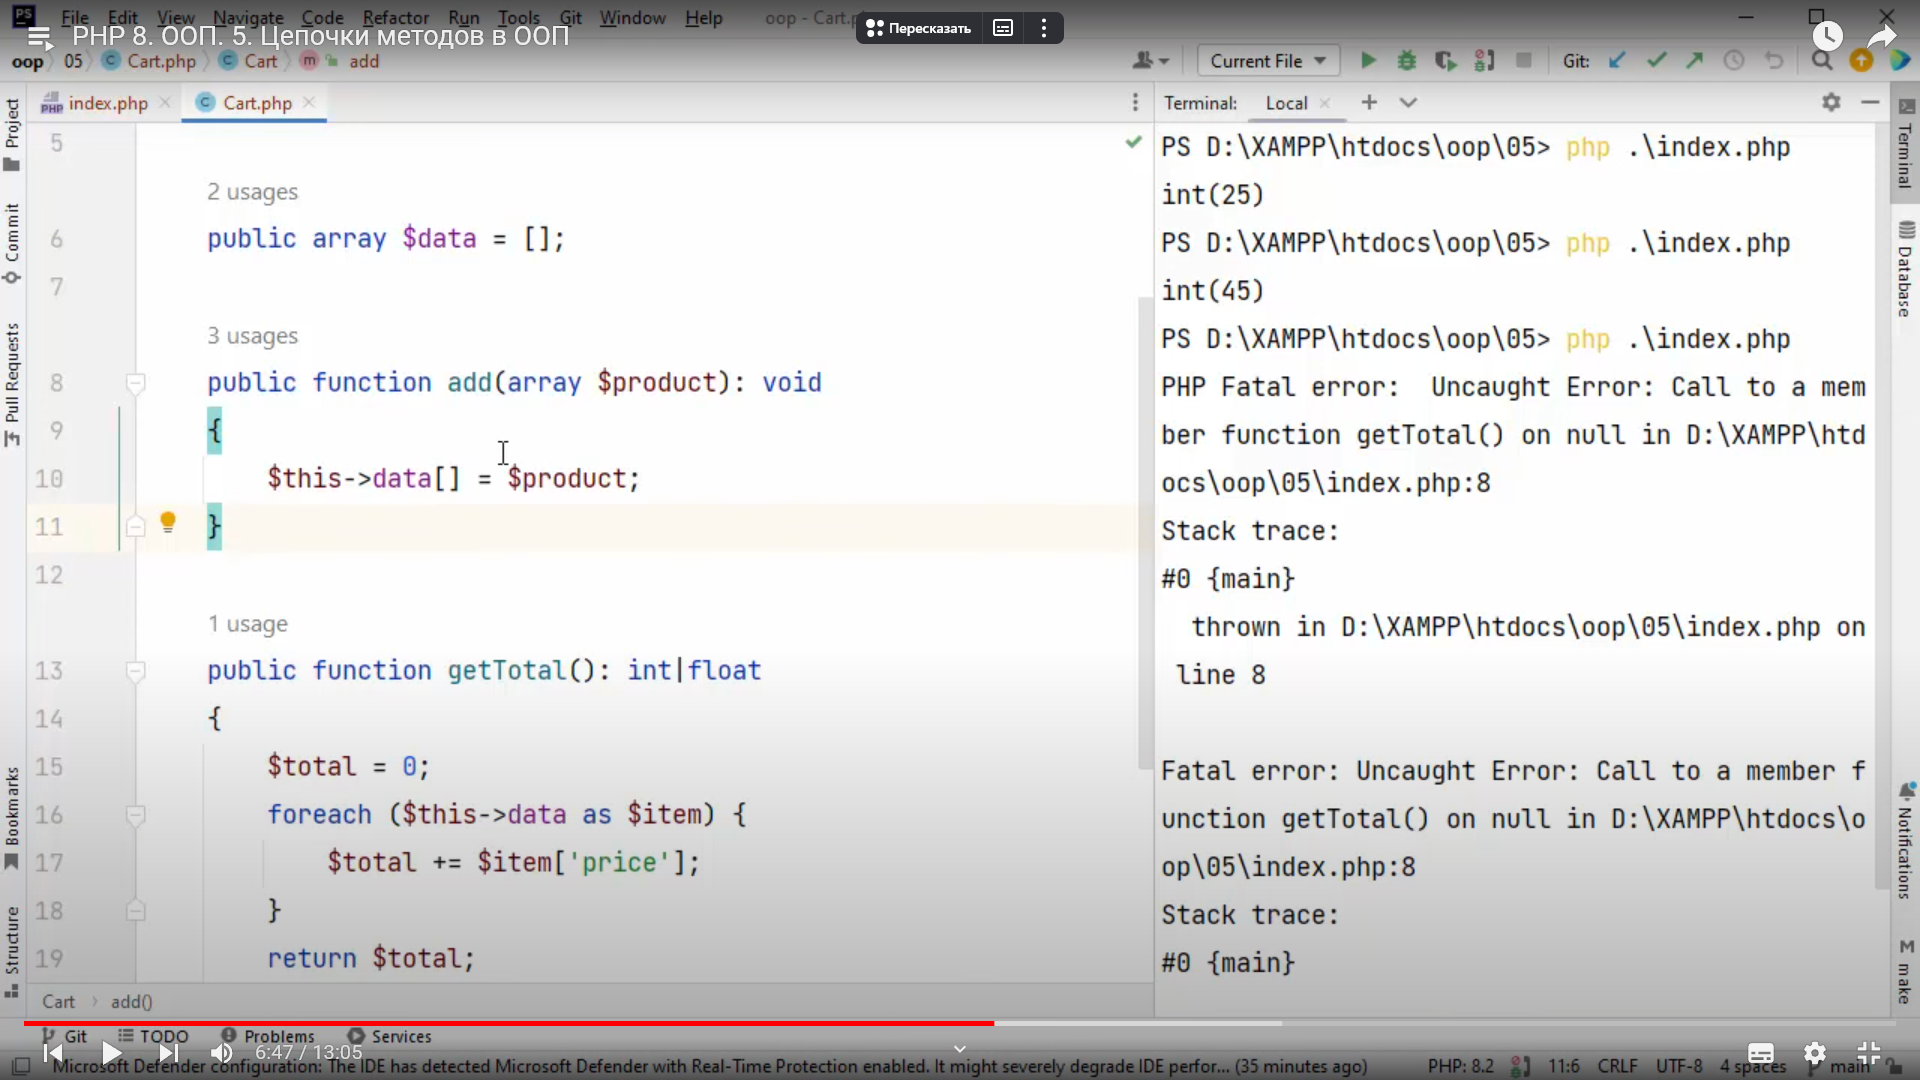 PS File Edit View Navigate Code Refactor Run Tools Git Window Help oop - Cart.p
PHP 8. ООП. 5. Цепочки методов в ООП
Пересказать
oop 05 Cart.php Cart m add
Current File
Git:
index.php Cart.php
Terminal: Local
Project
Commit
Pull Requests
Bookmarks
Structure
5
2 usages
6 public array $data = [];
7
3 usages
8 public function add(array $product): void
9 {
10 $this->data[] = $product;
11 }
12
1 usage
13 public function getTotal(): int|float
14 {
15 $total = 0;
16 foreach ($this->data as $item) {
17 $total += $item['price'];
18 }
19 return $total;
Cart add()
PS D:\XAMPP\htdocs\oop\05> php .\index.php
int(25)
PS D:\XAMPP\htdocs\oop\05> php .\index.php
int(45)
PS D:\XAMPP\htdocs\oop\05> php .\index.php
PHP Fatal error:  Uncaught Error: Call to a mem
ber function getTotal() on null in D:\XAMPP\htd
ocs\oop\05\index.php:8
Stack trace:
#0 {main}
thrown in D:\XAMPP\htdocs\oop\05\index.php on
line 8
Fatal error: Uncaught Error: Call to a member f
unction getTotal() on null in D:\XAMPP\htdocs\o
op\05\index.php:8
Stack trace:
#0 {main}
Terminal
Database
Notifications
M make
Git TODO Problems Services
6:47 / 13:05
Microsoft Defender configuration: The IDE has detected Microsoft Defender with Real-Time Protection enabled. It might severely degrade IDE perfor... (35 minutes ago)
PHP: 8.2 11:6 CRLF UTF-8 4 spaces main